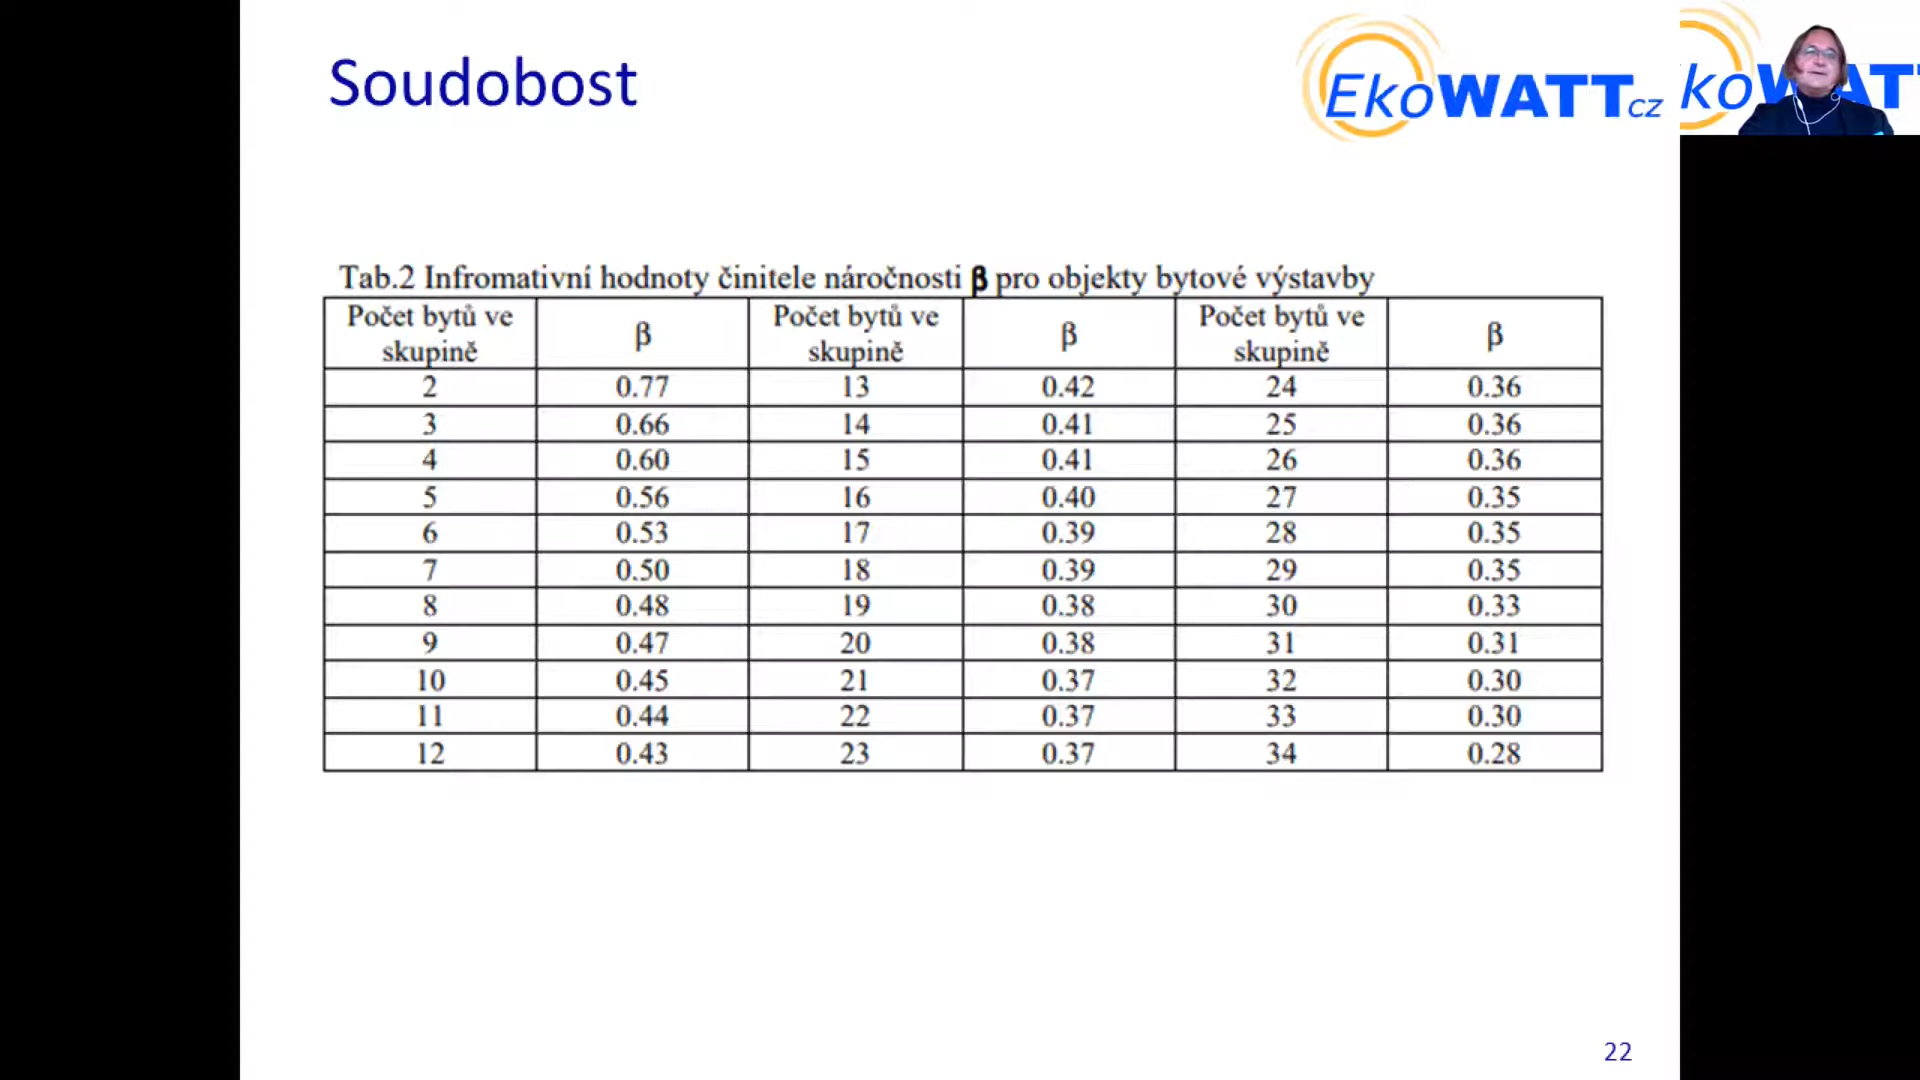 Soudobost
EkoWATTcz
koWATT
Tab.2 Infromativní hodnoty činitele náročnosti β pro objekty bytové výstavby
Počet bytů ve skupině β Počet bytů ve skupině β Počet bytů ve skupině β
2 0.77 13 0.42 24 0.36
3 0.66 14 0.41 25 0.36
4 0.60 15 0.41 26 0.36
5 0.56 16 0.40 27 0.35
6 0.53 17 0.39 28 0.35
7 0.50 18 0.39 29 0.35
8 0.48 19 0.38 30 0.33
9 0.47 20 0.38 31 0.31
10 0.45 21 0.37 32 0.30
11 0.44 22 0.37 33 0.30
12 0.43 23 0.37 34 0.28
22